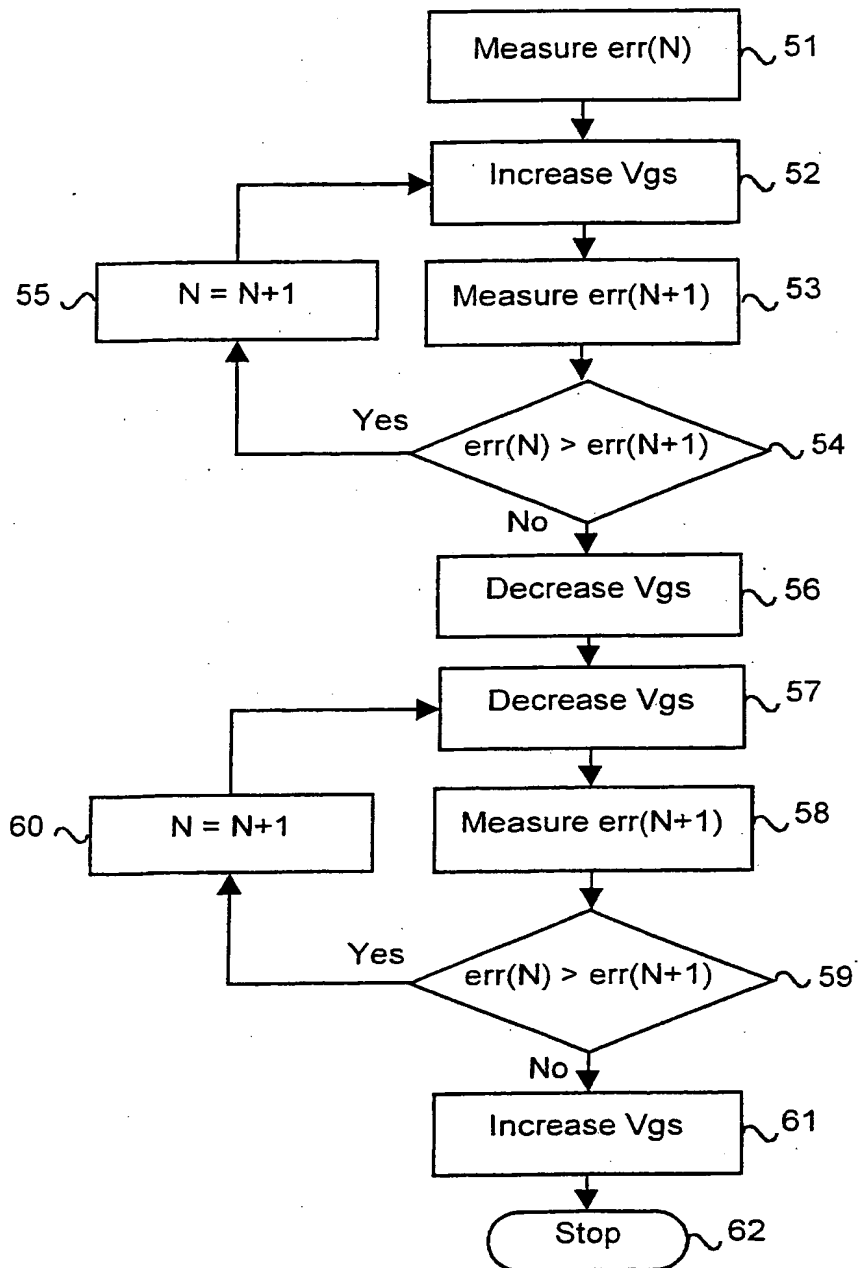 Measure err(N)
51
Increase Vgs
52
55
N = N+1
Measure err(N+1)
53
Yes
err(N) > err(N+1)
54
No
Decrease Vgs
56
Decrease Vgs
57
60
N = N+1
Measure err(N+1)
58
Yes
err(N) > err(N+1)
59
No
Increase Vgs
61
Stop
62